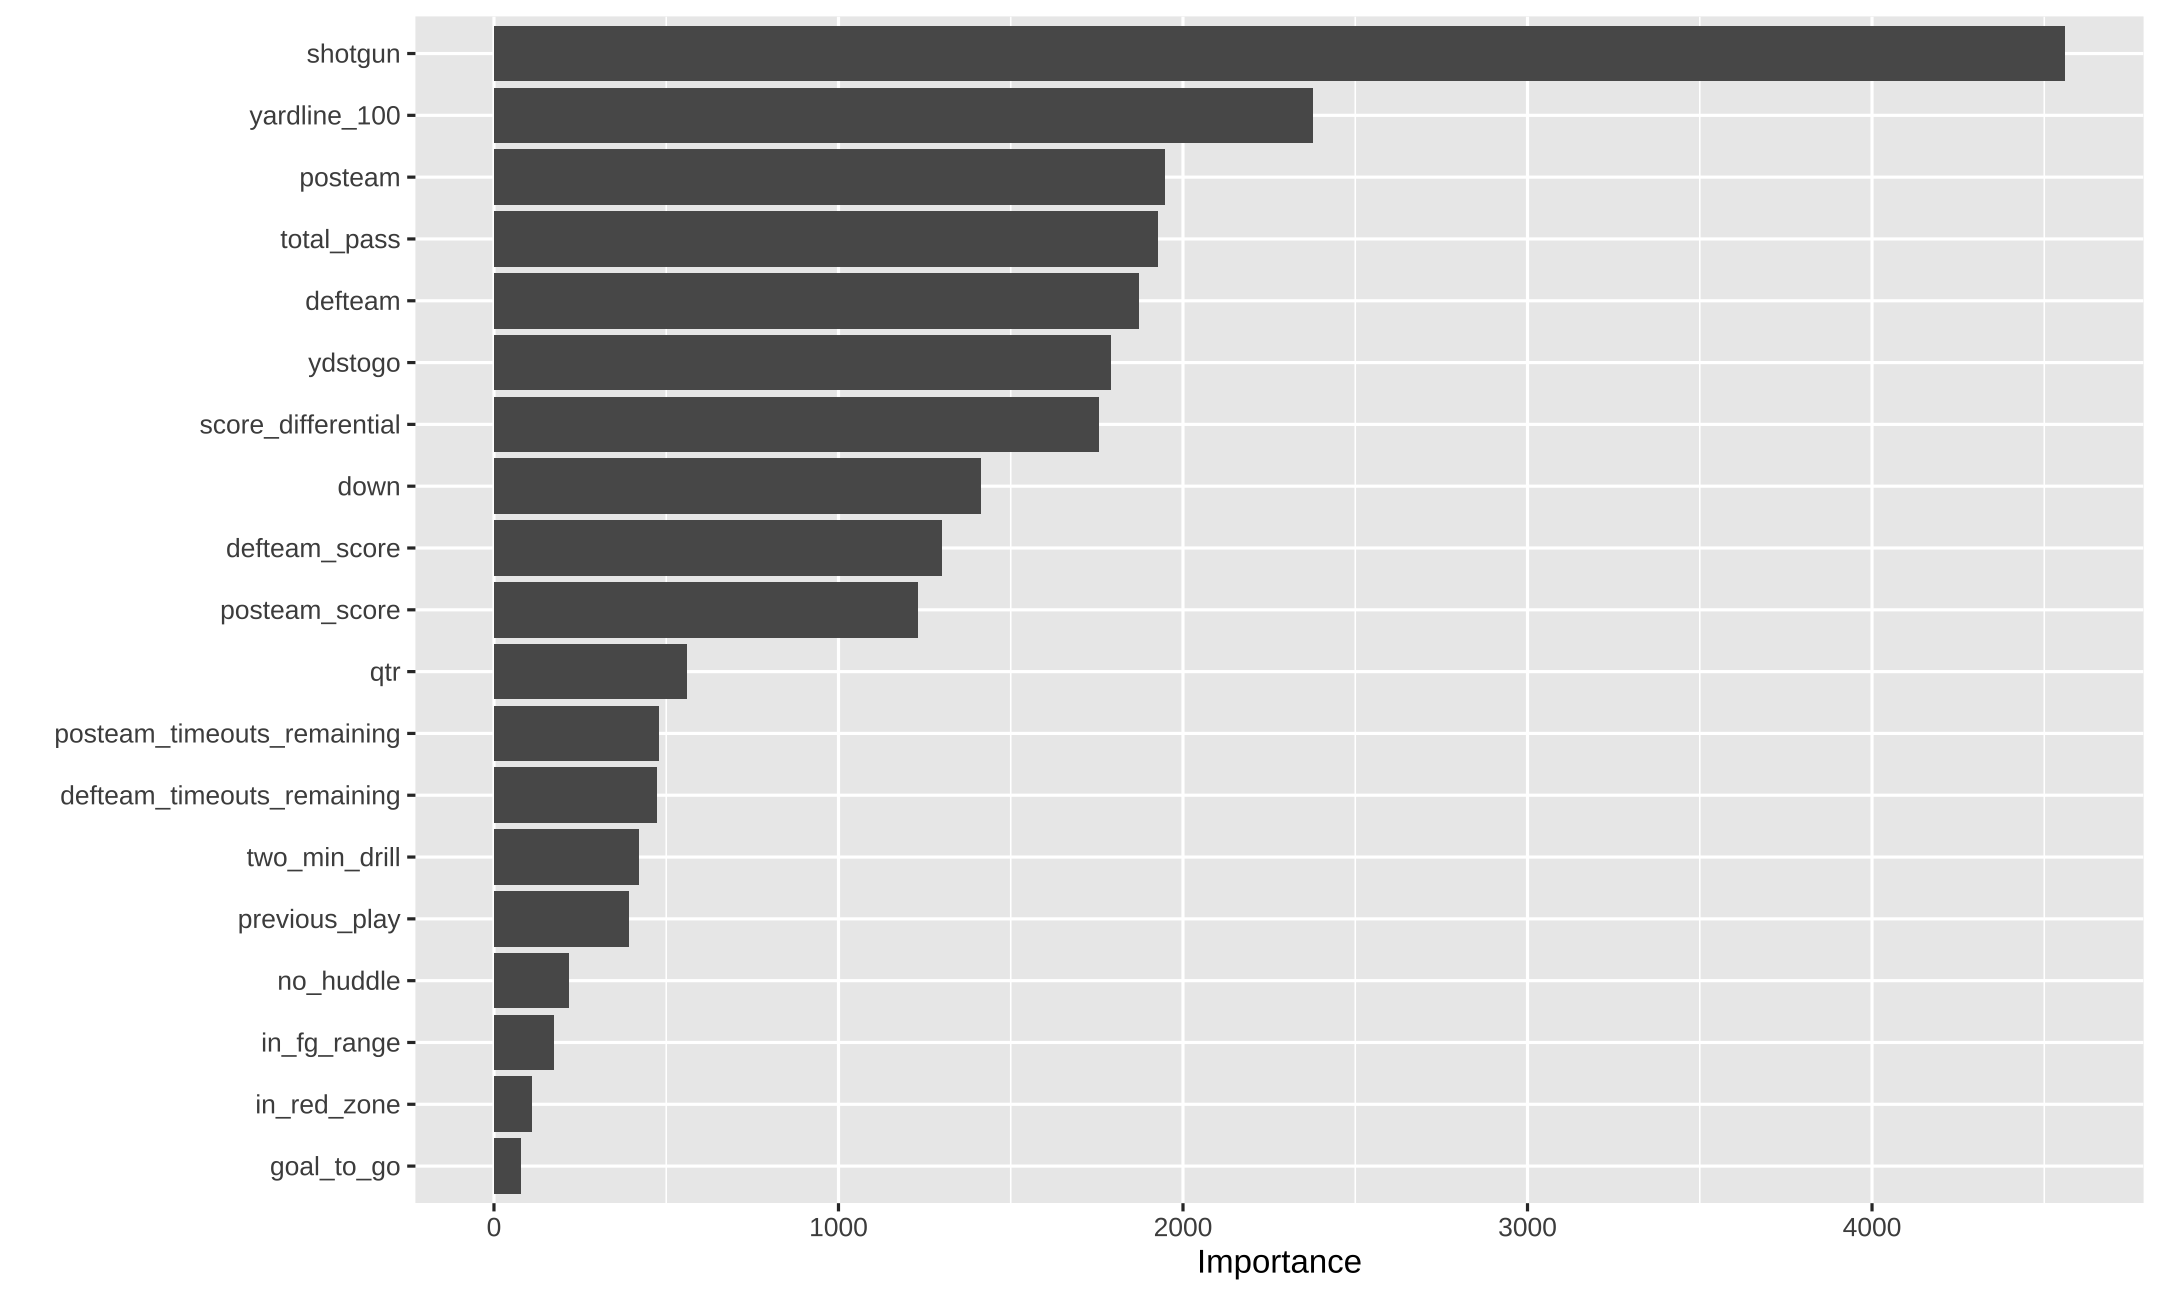 shotgun
yardline_100
posteam
total_pass
defteam
ydstogo
score_differential
down
defteam_score
posteam_score
qtr
posteam_timeouts_remaining
defteam_timeouts_remaining
two_min_drill
previous_play
no_huddle
in_fg_range
in_red_zone
goal_to_go
0 1000 2000 3000 4000
Importance